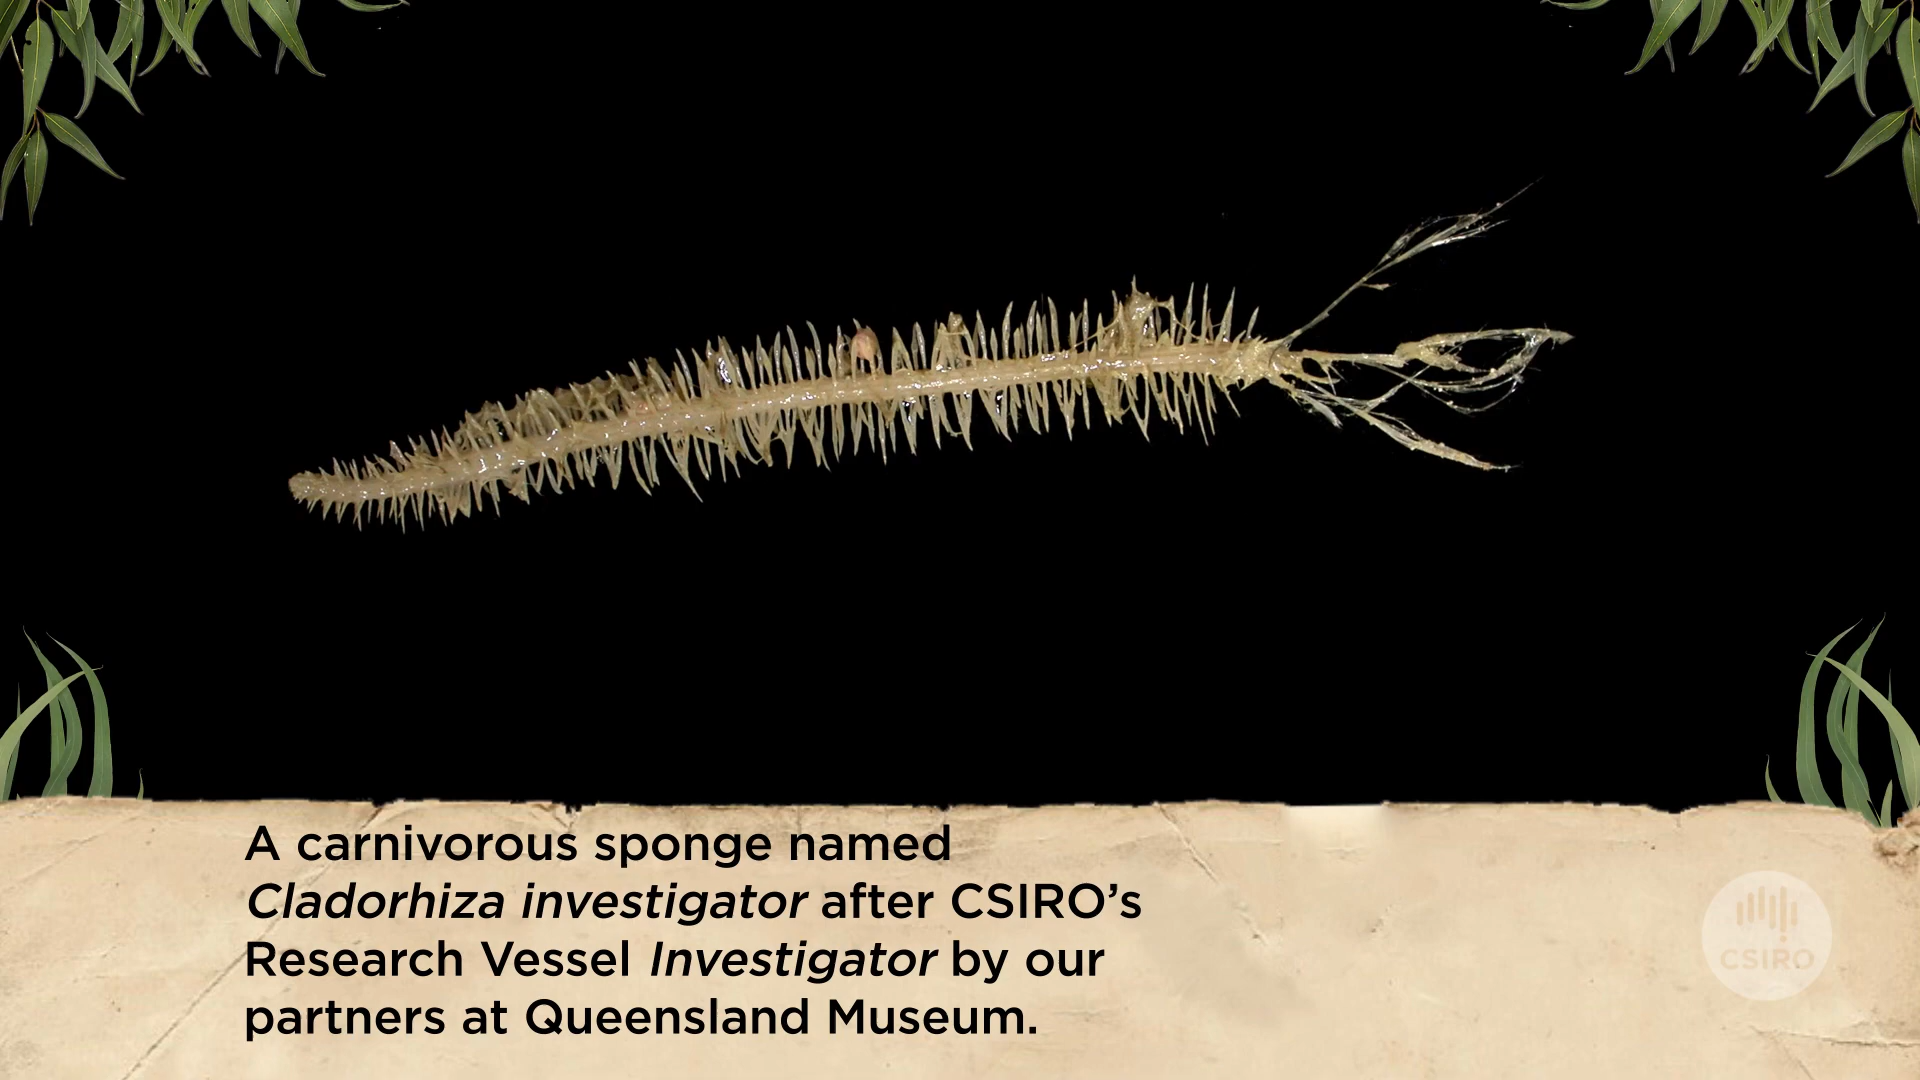 A carnivorous sponge named
Cladorhiza investigator after CSIRO’s
Research Vessel Investigator by our
partners at Queensland Museum.
CSIRO